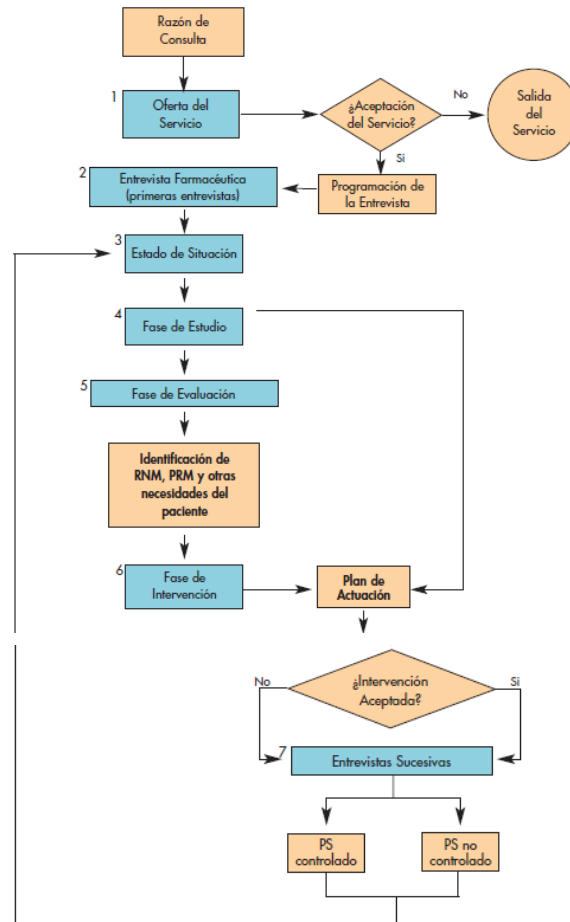 Razón de
Consulta
1
Oferta del
Servicio
¿Aceptación
del Servicio?
No
Salida
del
Servicio
Si
2
Entrevista Farmacéutica
(primeras entrevistas)
Programación de
la Entrevista
3
Estado de Situación
4
Fase de Estudio
5
Fase de Evaluación
Identificación de
RNM, PRM y otras
necesidades del
paciente
6
Fase de
Intervención
Plan de
Actuación
No
¿Intervención
Aceptada?
Si
7
Entrevistas Sucesivas
PS
controlado
PS no
controlado